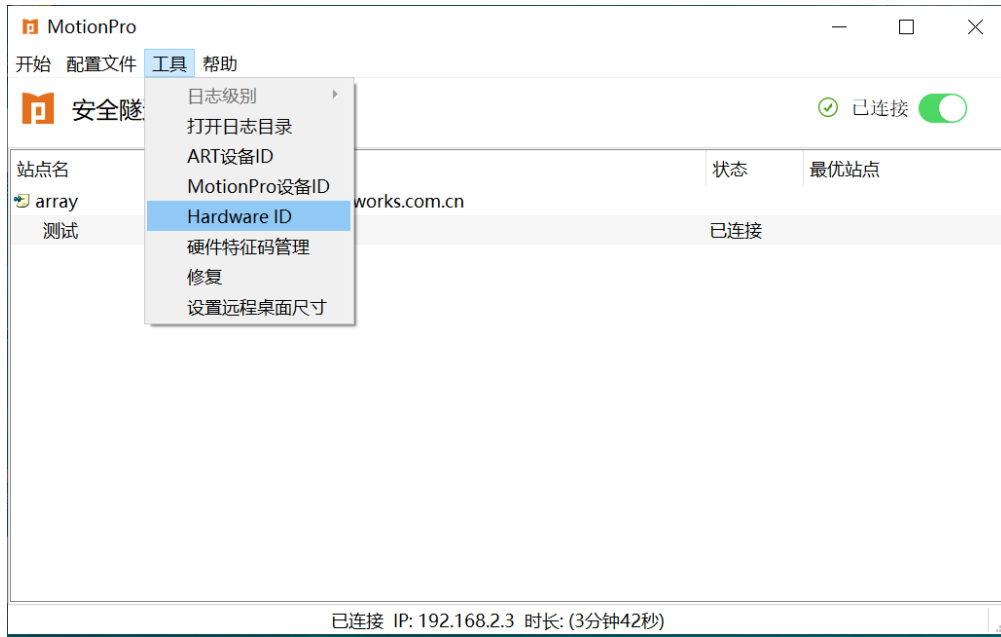 MotionPro
开始 配置文件 工具 帮助
安全隧
已连接
日志级别
打开日志目录
ART设备ID
MotionPro设备ID
Hardware ID
硬件特征码管理
修复
设置远程桌面尺寸
站点名 状态 最优站点
array works.com.cn
测试 已连接
已连接 IP: 192.168.2.3 时长: (3分钟42秒)